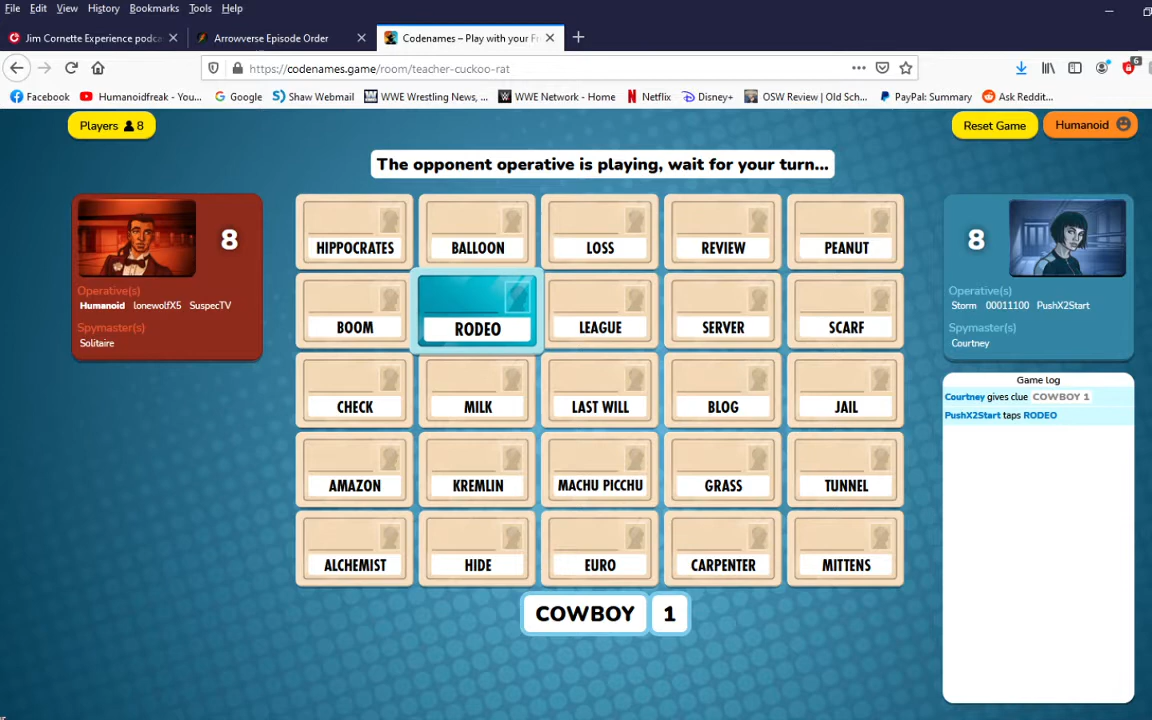 File Edit View History Bookmarks Tools Help
Jim Cornette Experience podca
Arrowverse Episode Order
Codenames – Play with your F
https://codenames.game/room/teacher-cuckoo-rat
6
Facebook
Humanoidfreak - You...
Google
Shaw Webmail
WWE Wrestling News, ...
WWE Network - Home
Netflix
Disney+
OSW Review | Old Sch...
PayPal: Summary
Ask Reddit...
Players 8
Reset Game
Humanoid
The opponent operative is playing, wait for your turn...
8
Operative(s)
Humanoid lonewolfX5 SuspecTV
Spymaster(s)
Solitaire
HIPPOCRATES BALLOON LOSS REVIEW PEANUT
BOOM RODEO LEAGUE SERVER SCARF
CHECK MILK LAST WILL BLOG JAIL
AMAZON KREMLIN MACHU PICCHU GRASS TUNNEL
ALCHEMIST HIDE EURO CARPENTER MITTENS
COWBOY 1
8
Operative(s)
Storm 00011100 PushX2Start
Spymaster(s)
Courtney
Game log
Courtney gives clue COWBOY 1
PushX2Start taps RODEO